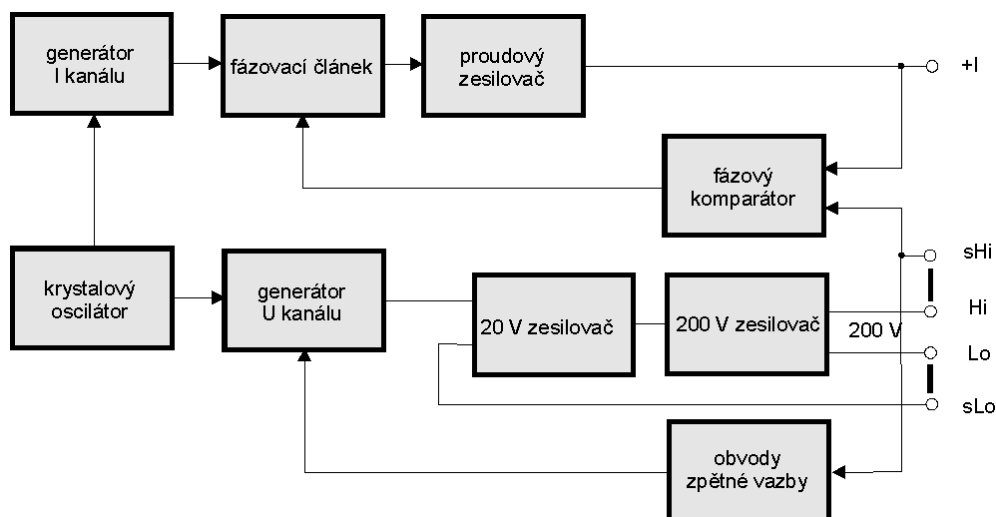 generátor
I kanálu
fázovací článek
proudový
zesilovač
+I
fázový
komparátor
krystalový
oscilátor
generátor
U kanálu
20 V zesilovač
200 V zesilovač
200 V
sHi
Hi
Lo
sLo
obvody
zpětné vazby